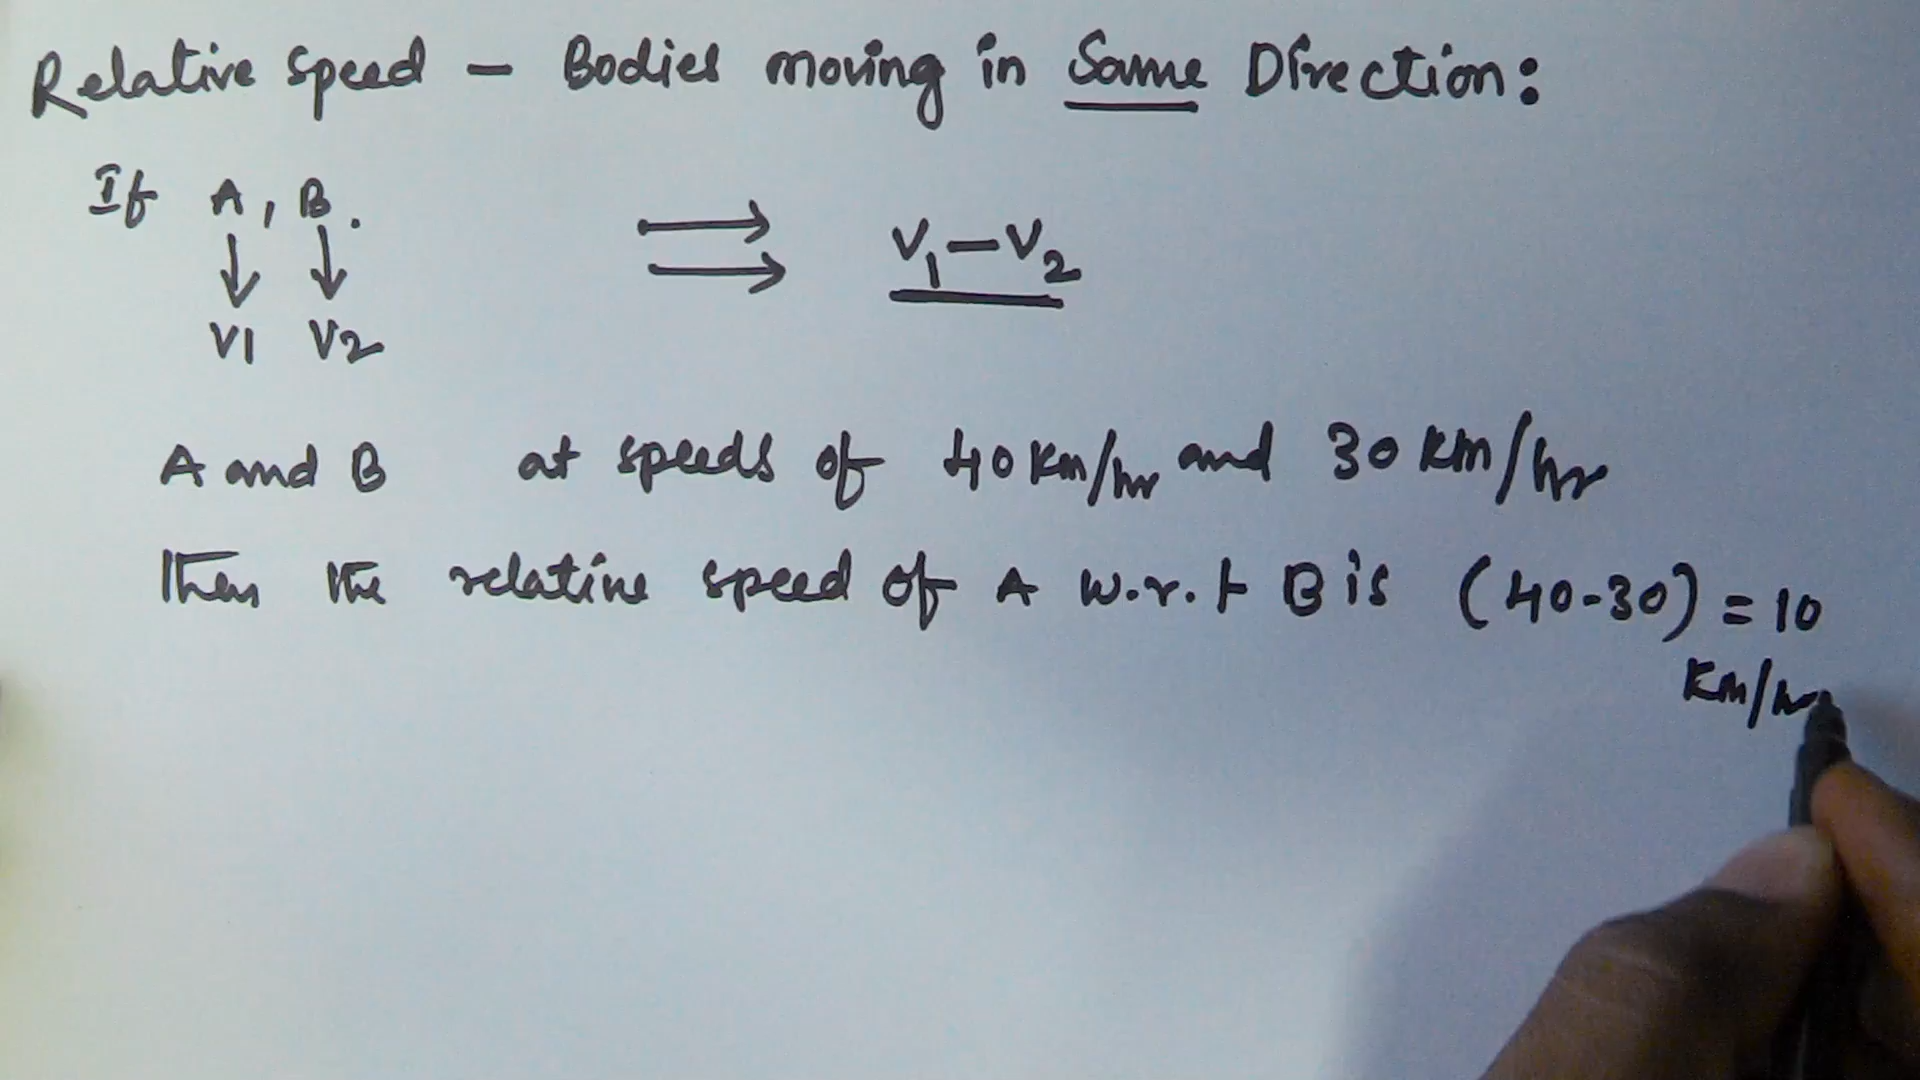 Relative speed - Bodies moving in Same Direction:
If A, B.
V1 V2
V1-V2
A and B at speeds of 40 Km/hr and 30 Km/hr
Then the relative speed of A w.r.t B is (40-30) = 10
Km/hr